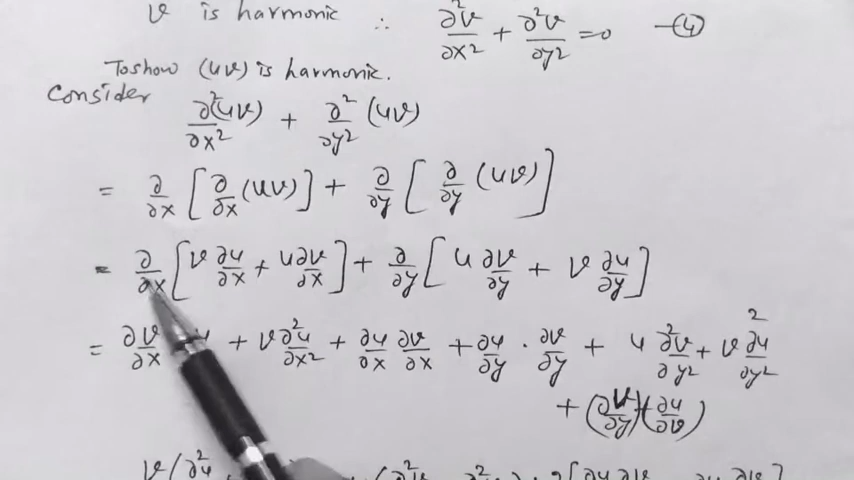 v is harmonic ∴ ∂²v/∂x² + ∂²v/∂y² = 0 —(4)
To show (uv) is harmonic.
Consider
∂²(uv)/∂x² + ∂²/∂y² (uv)
= ∂/∂x [∂/∂x (uv)] + ∂/∂y [∂/∂y (uv)]
= ∂/∂x [v ∂u/∂x + u ∂v/∂x] + ∂/∂y [u ∂v/∂y + v ∂u/∂y]
= ∂v/∂x + v ∂²u/∂x² + ∂u/∂x ∂v/∂x + ∂u/∂y · ∂v/∂y + u ∂²v/∂y² + v ∂²u/∂y²
+ (∂v/∂y)(∂u/∂v)